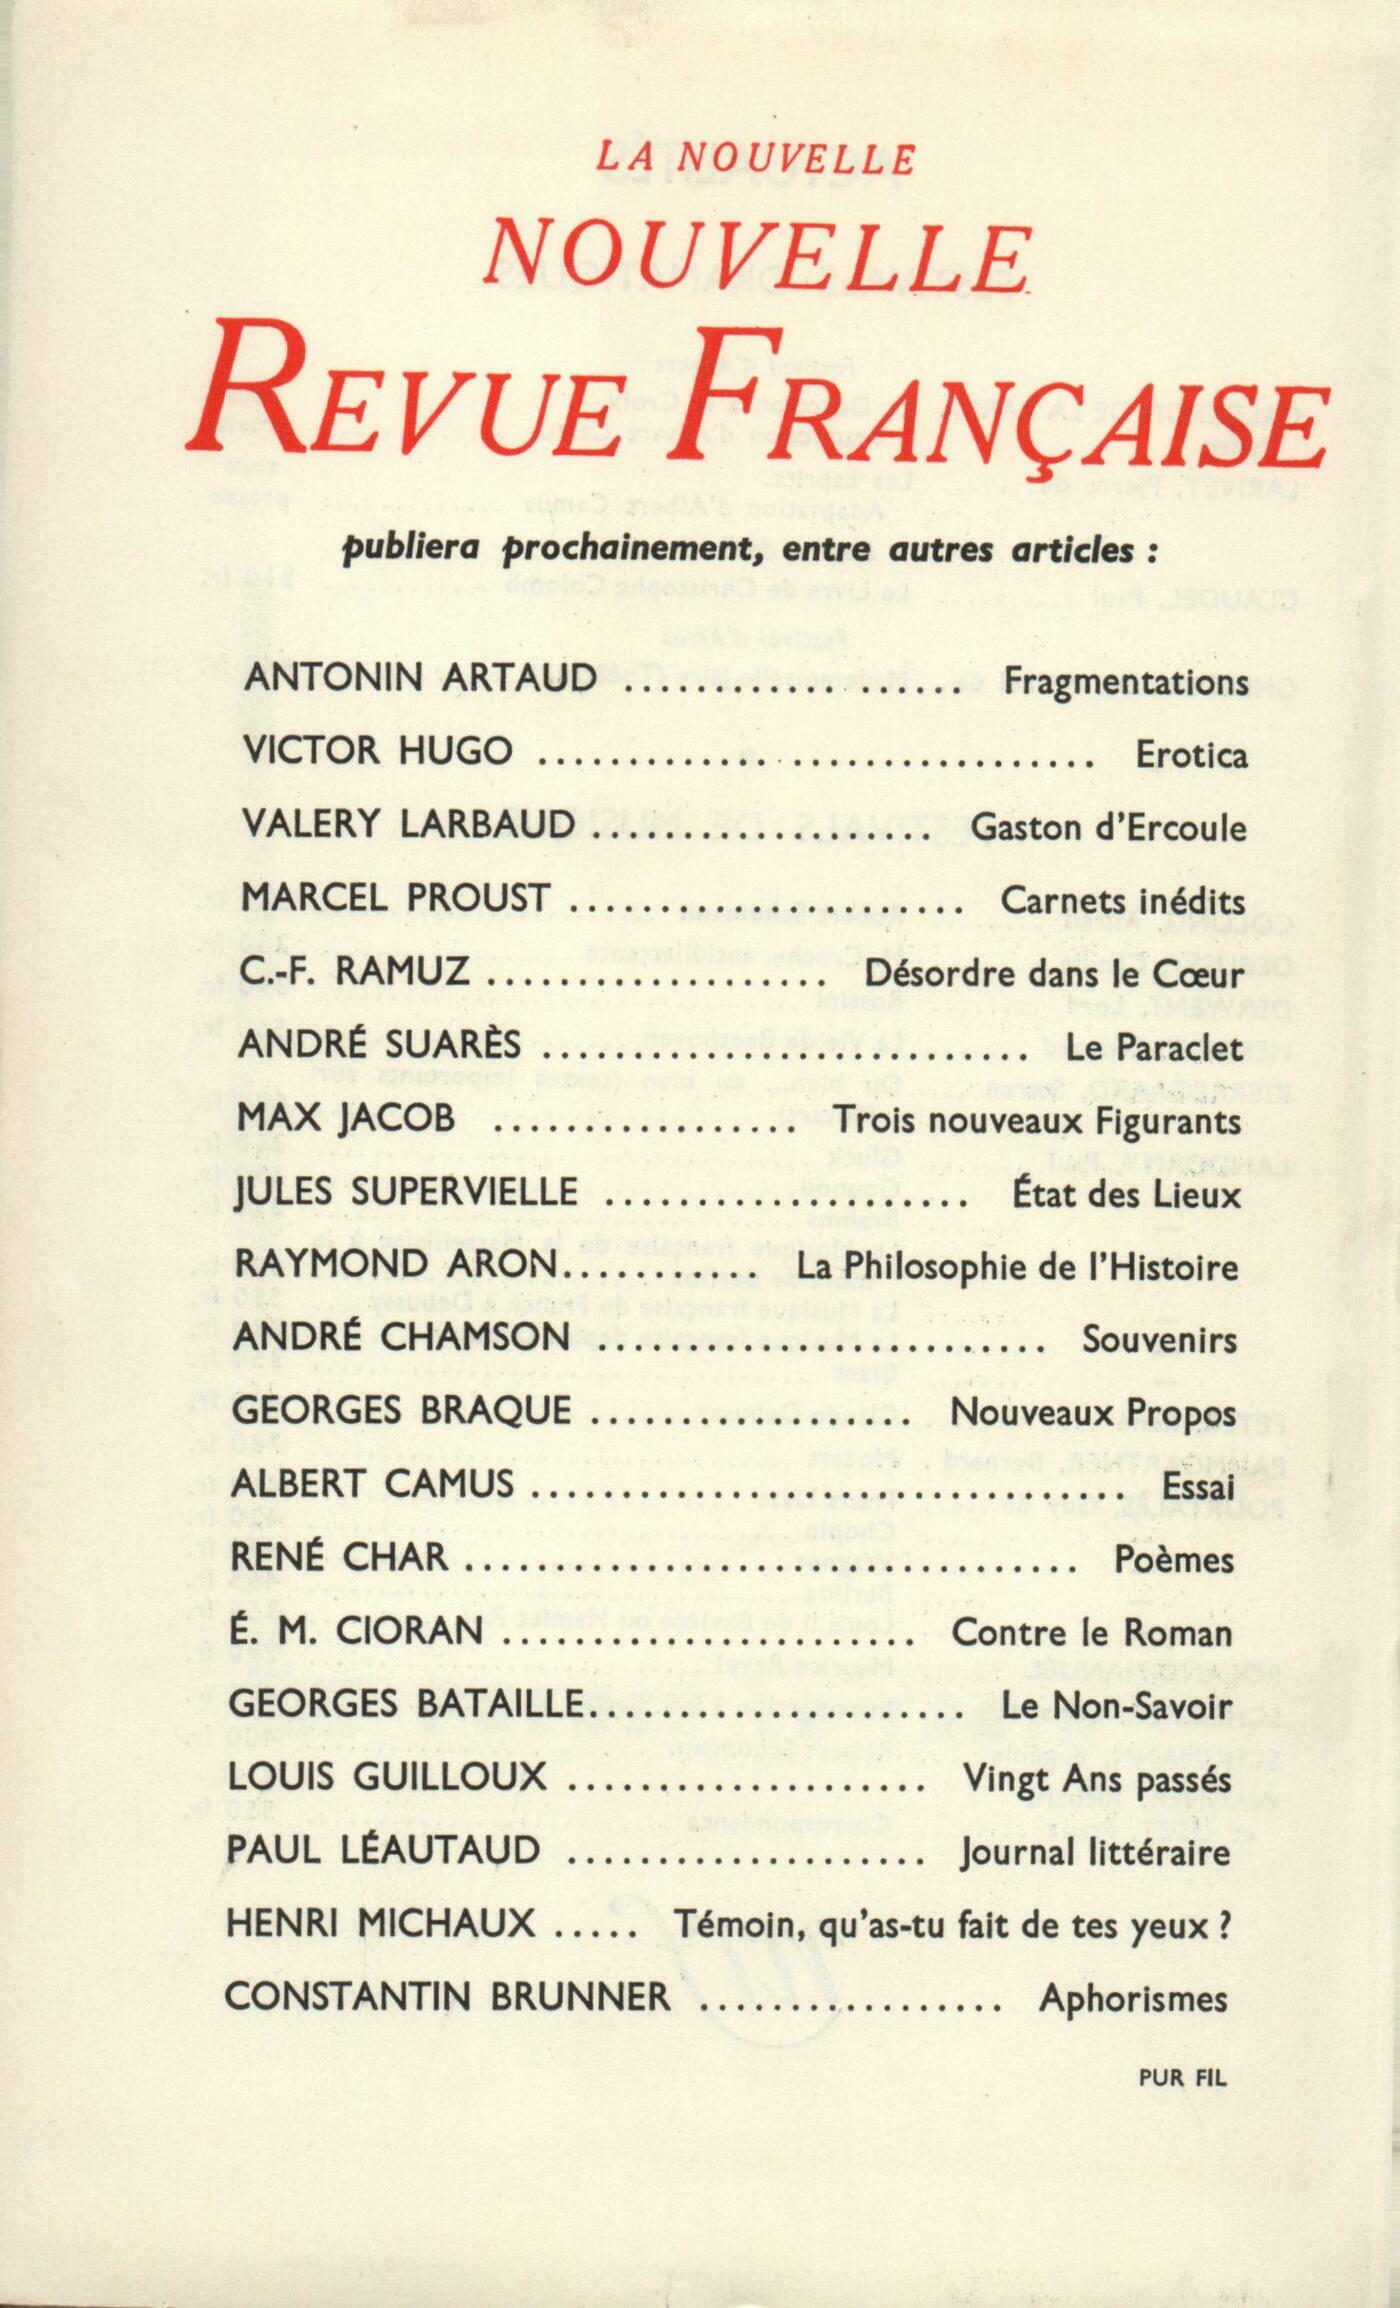 LA NOUVELLE
NOUVELLE
REVUE FRANÇAISE
publiera prochainement, entre autres articles :
ANTONIN ARTAUD .................. Fragmentations
VICTOR HUGO ............................... Erotica
VALERY LARBAUD ................... Gaston d'Ercoule
MARCEL PROUST ...................... Carnets inédits
C.-F. RAMUZ ................... Désordre dans le Cœur
ANDRÉ SUARÈS ........................... Le Paraclet
MAX JACOB ................. Trois nouveaux Figurants
JULES SUPERVIELLE .................... État des Lieux
RAYMOND ARON........... La Philosophie de l'Histoire
ANDRÉ CHAMSON ......................... Souvenirs
GEORGES BRAQUE .................. Nouveaux Propos
ALBERT CAMUS ................................. Essai
RENÉ CHAR .................................. Poèmes
É. M. CIORAN ....................... Contre le Roman
GEORGES BATAILLE..................... Le Non-Savoir
LOUIS GUILLOUX .................... Vingt Ans passés
PAUL LÉAUTAUD .................... Journal littéraire
HENRI MICHAUX ..... Témoin, qu'as-tu fait de tes yeux ?
CONSTANTIN BRUNNER ................. Aphorismes
PUR FIL